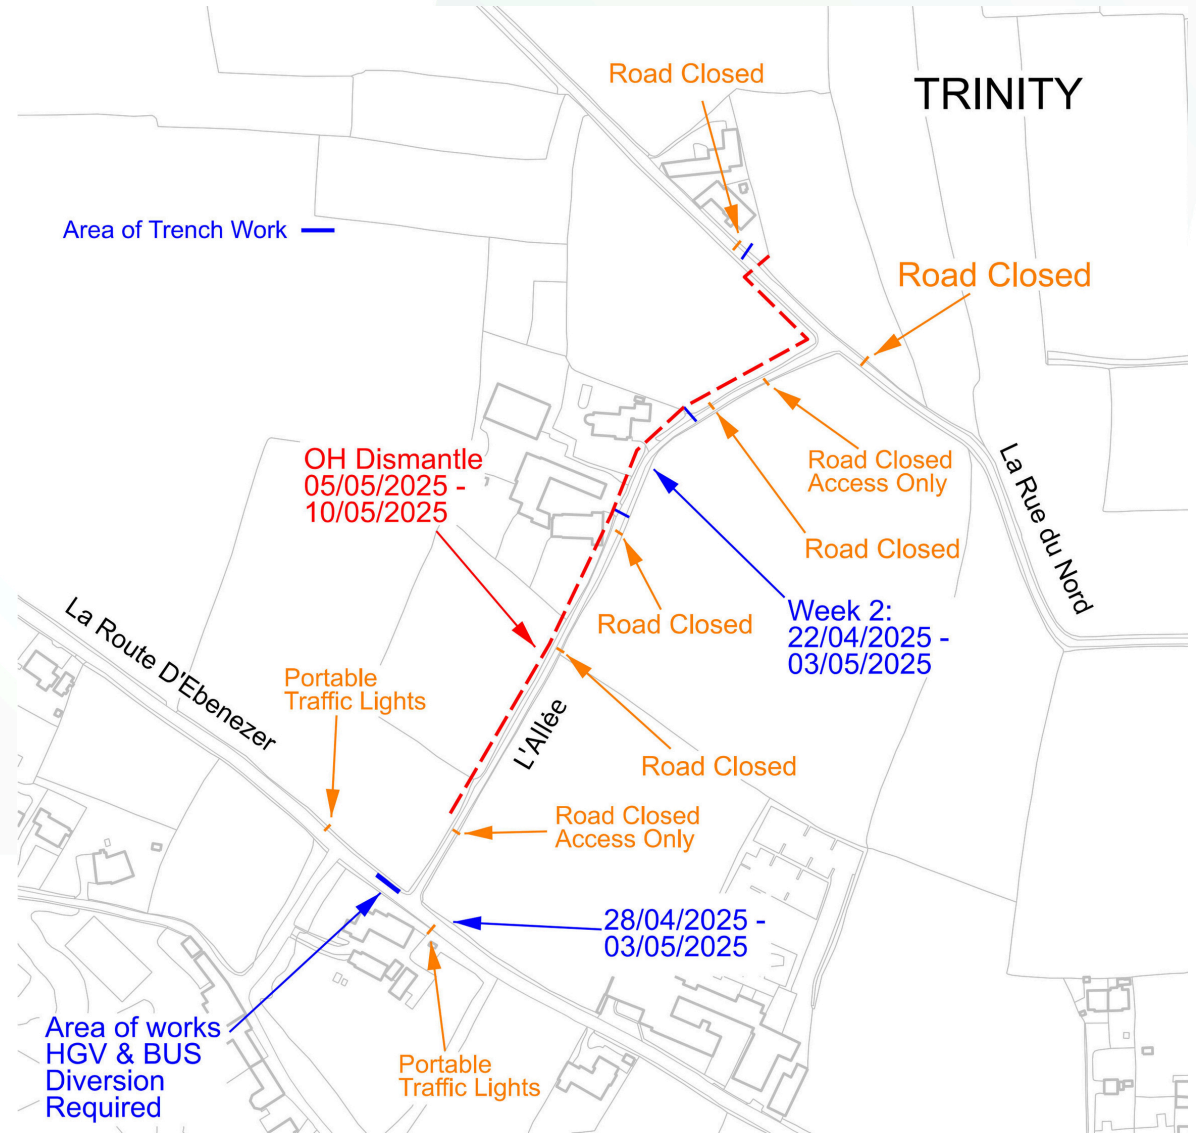 Road Closed
TRINITY
Area of Trench Work
Road Closed
OH Dismantle
05/05/2025 -
10/05/2025
Road Closed
Access Only
La Rue du Nord
Road Closed
La Route D'Ebenezer
Week 2:
22/04/2025 -
03/05/2025
Road Closed
Portable
Traffic Lights
L'Allée
Road Closed
Road Closed
Access Only
28/04/2025 -
03/05/2025
Area of works
HGV & BUS
Diversion
Required
Portable
Traffic Lights